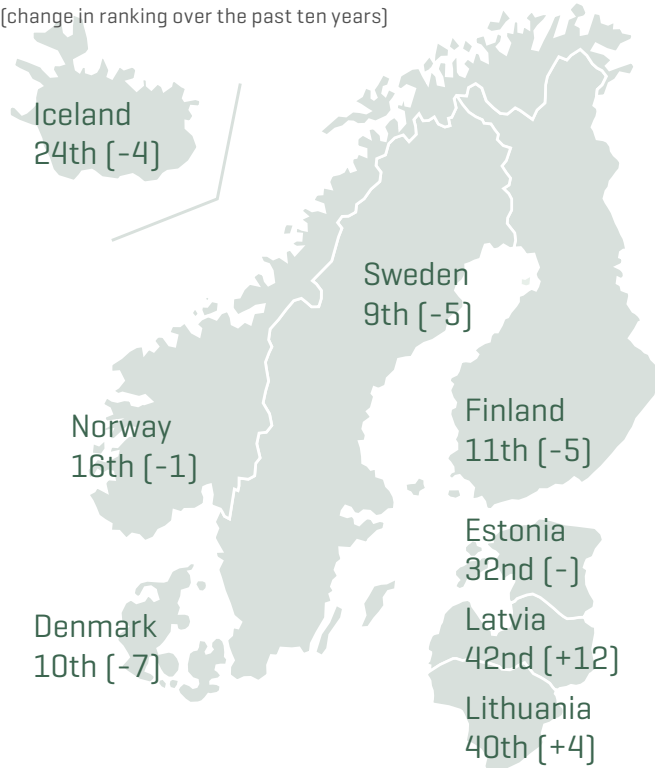 (change in ranking over the past ten years)
Iceland
24th (-4)
Sweden
9th (-5)
Finland
11th (-5)
Norway
16th (-1)
Estonia
32nd (-)
Denmark
10th (-7)
Latvia
42nd (+12)
Lithuania
40th (+4)